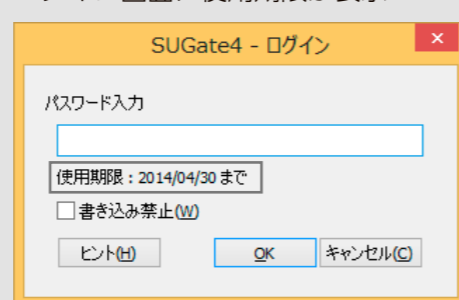 SUGate4 - ログイン
パスワード入力
使用期限：2014/04/30 まで
書き込み禁止(W)
ヒント(H) OK キャンセル(C)